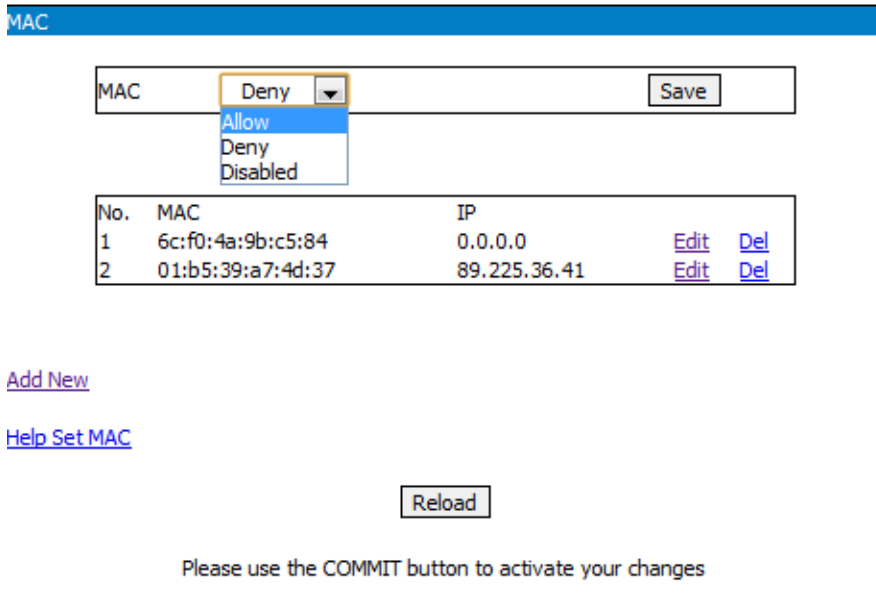 MAC
MAC Deny Save
Allow
Deny
Disabled
No. MAC IP
1 6c:f0:4a:9b:c5:84 0.0.0.0 Edit Del
2 01:b5:39:a7:4d:37 89.225.36.41 Edit Del
Add New
Help Set MAC
Reload
Please use the COMMIT button to activate your changes